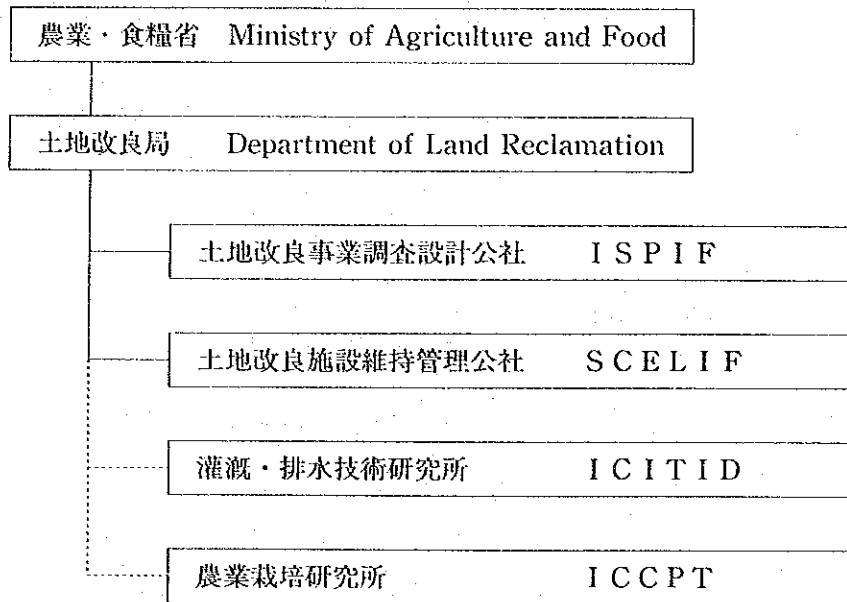 農業・食糧省 Ministry of Agriculture and Food
土地改良局 Department of Land Reclamation
土地改良事業調査設計公社 ISPIF
土地改良施設維持管理公社 SCELIF
灌漑・排水技術研究所 ICITID
農業栽培研究所 ICCPT